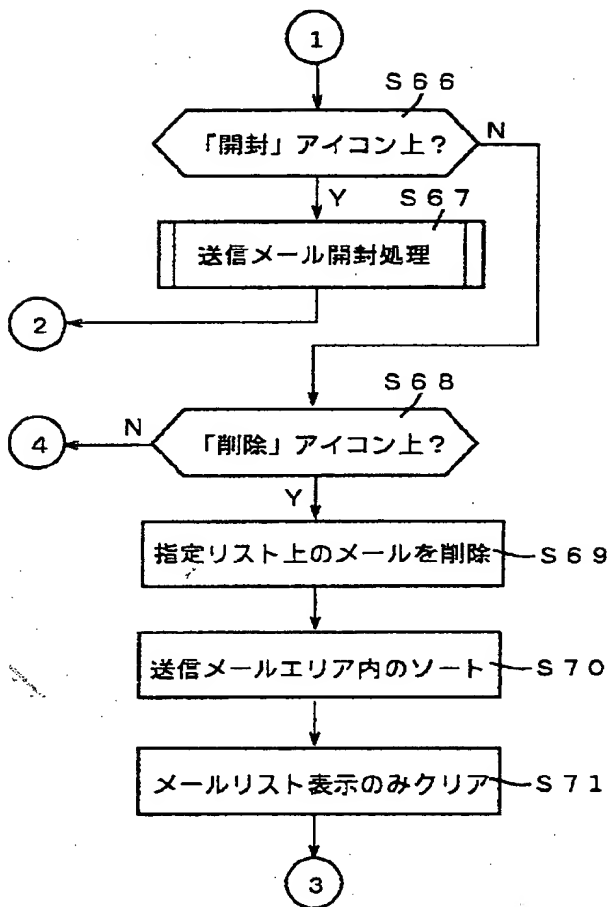 1
S66
「開封」アイコン上?
N
Y
S67
送信メール開封処理
2
S68
「削除」アイコン上?
N
4
Y
指定リスト上のメールを削除
S69
送信メールエリア内のソート
S70
メールリスト表示のみクリア
S71
3